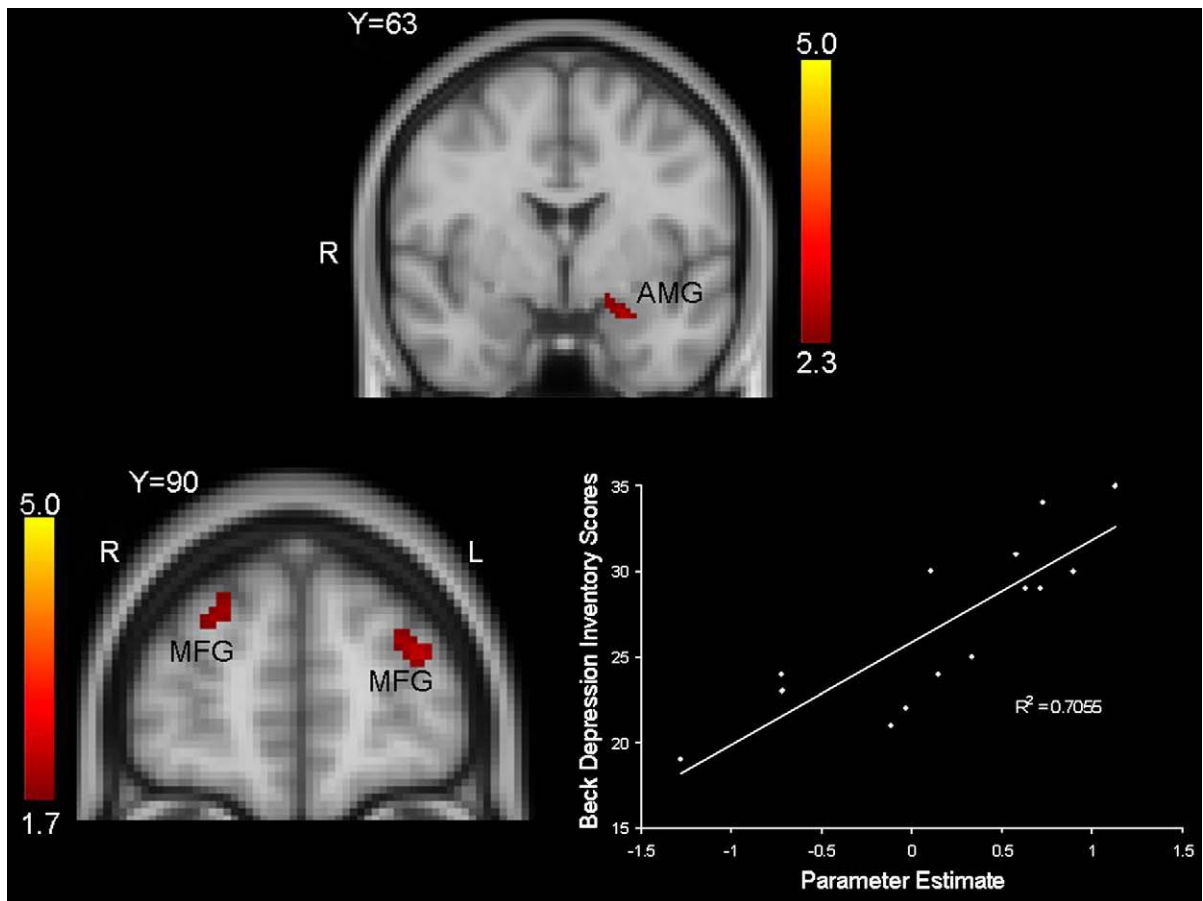 Y=63
5.0
R
AMG
2.3
Y=90
5.0
R
L
MFG
MFG
1.7
Beck Depression Inventory Scores
35
30
25
20
15
R² = 0.7055
-1.5
-1
-0.5
0
0.5
1
1.5
Parameter Estimate